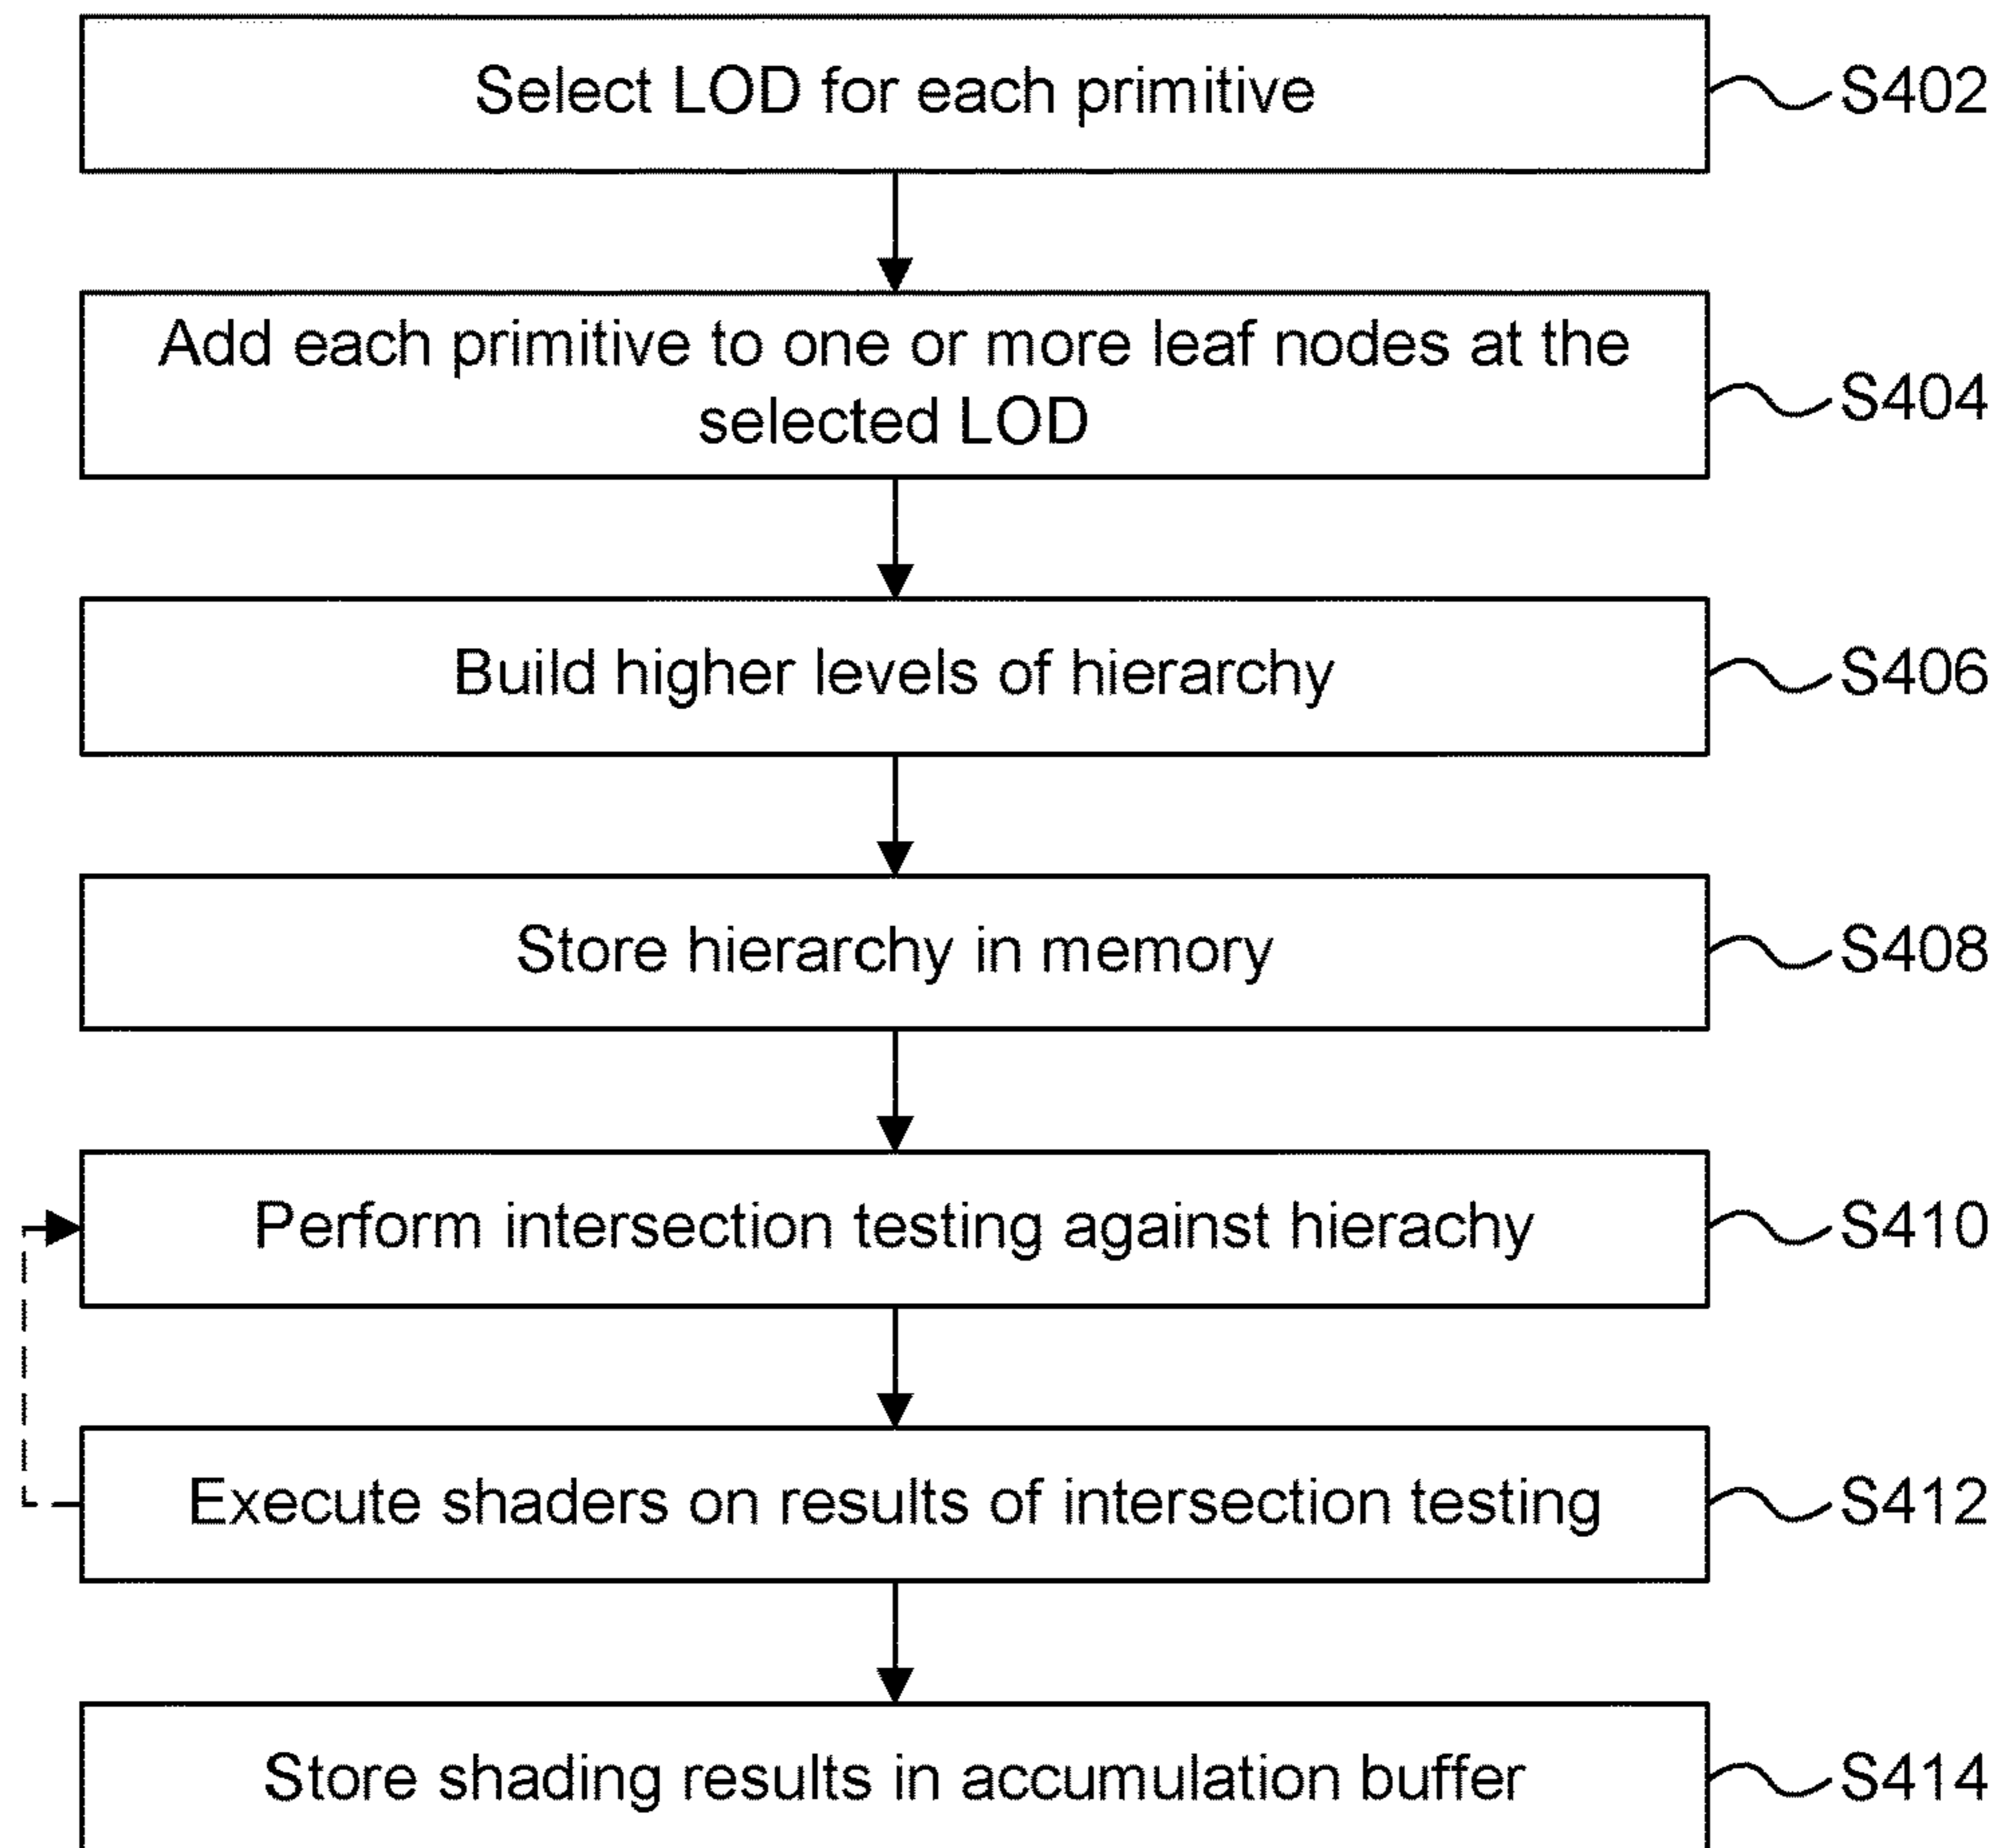 Select LOD for each primitive
S402
Add each primitive to one or more leaf nodes at the
selected LOD
S404
Build higher levels of hierarchy
S406
Store hierarchy in memory
S408
Perform intersection testing against hierachy
S410
Execute shaders on results of intersection testing
S412
Store shading results in accumulation buffer
S414